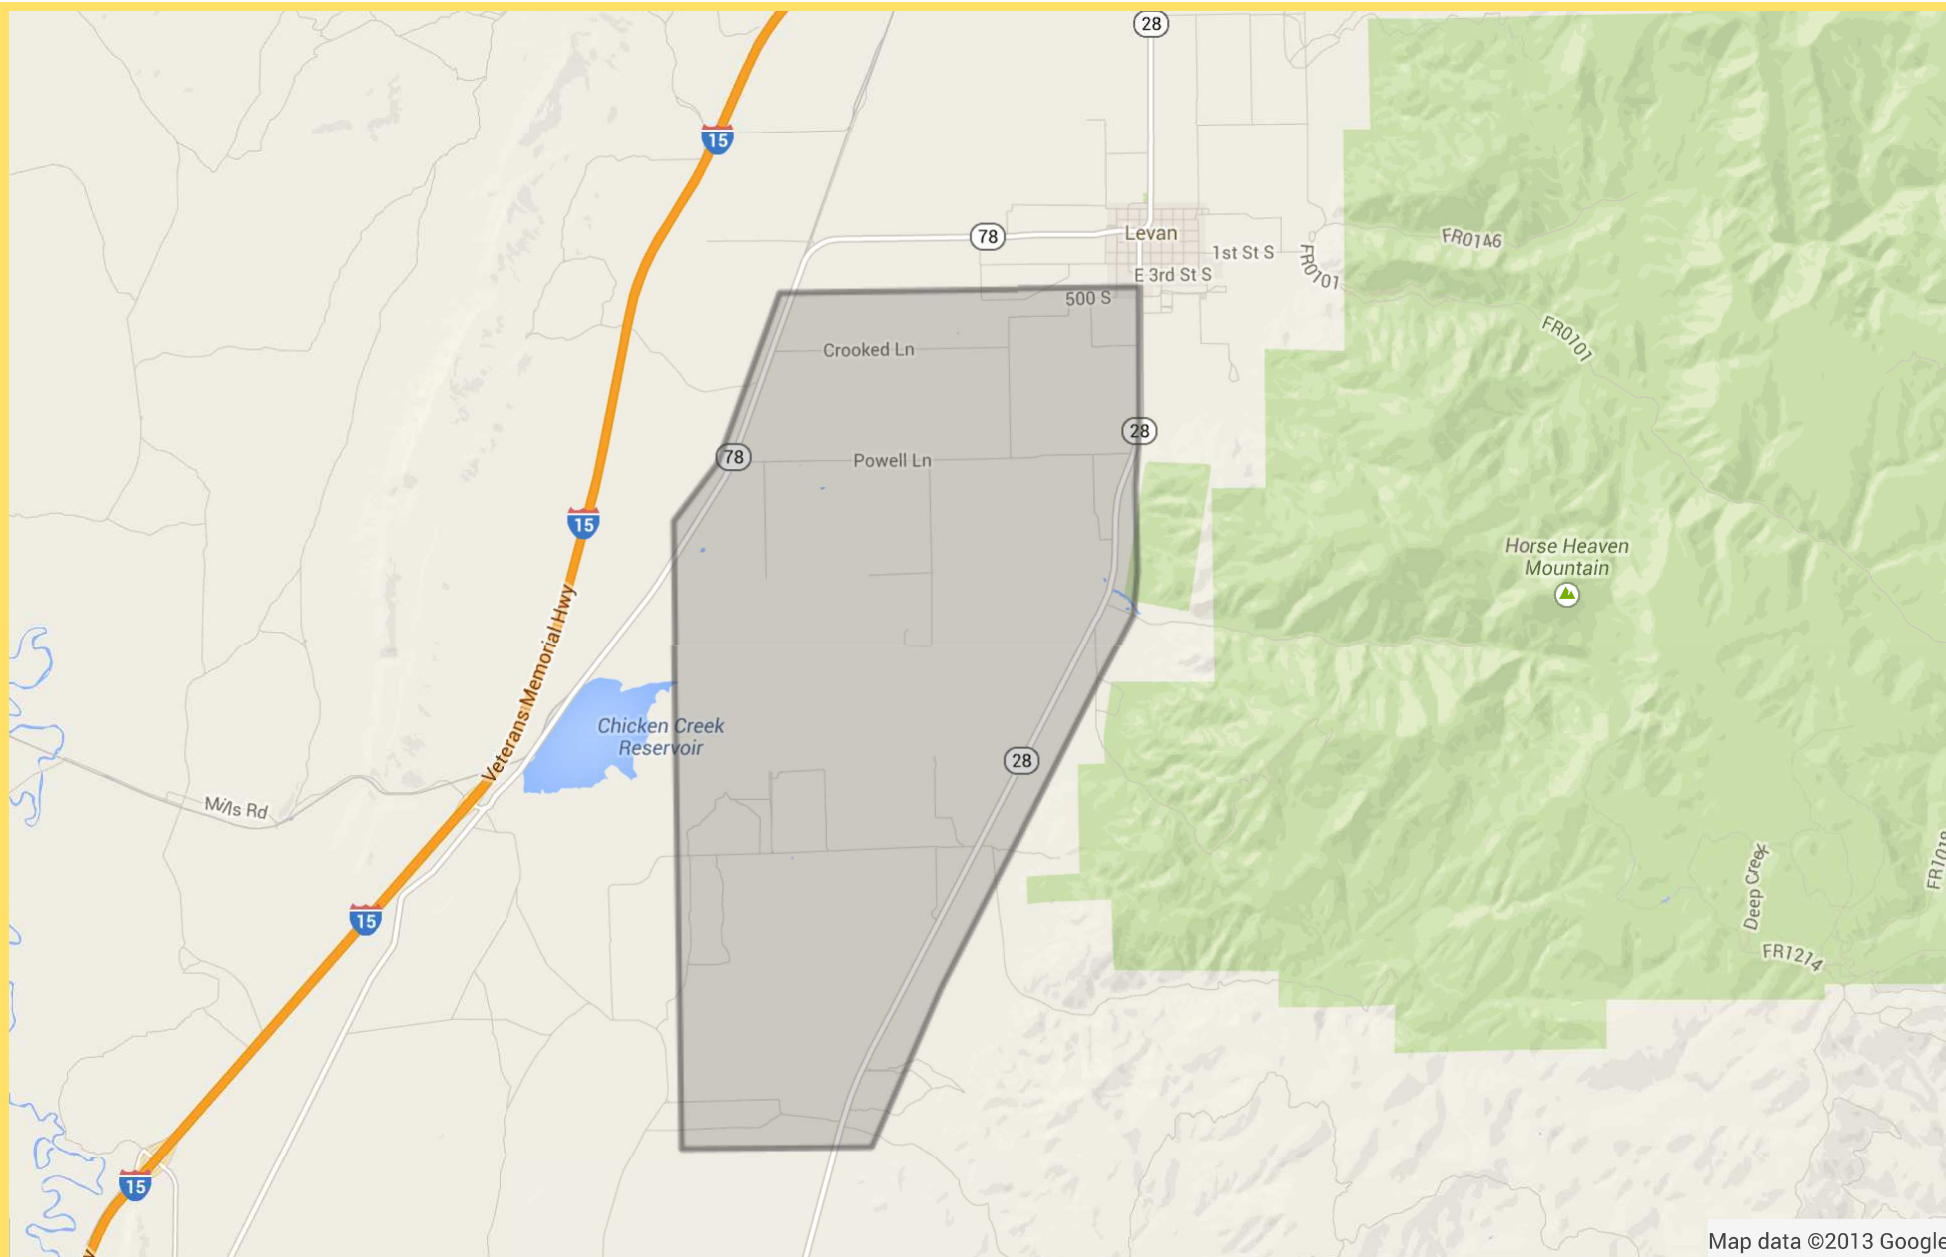 28
15
78
Levan
1st St S
E 3rd St S
500 S
FR0146
FR0101
FR0101
Crooked Ln
28
78
Powell Ln
15
Horse Heaven
Mountain
Veterans Memorial Hwy
Chicken Creek
Reservoir
28
Mills Rd
15
Deep Creek
FR1214
15
Map data ©2013 Google